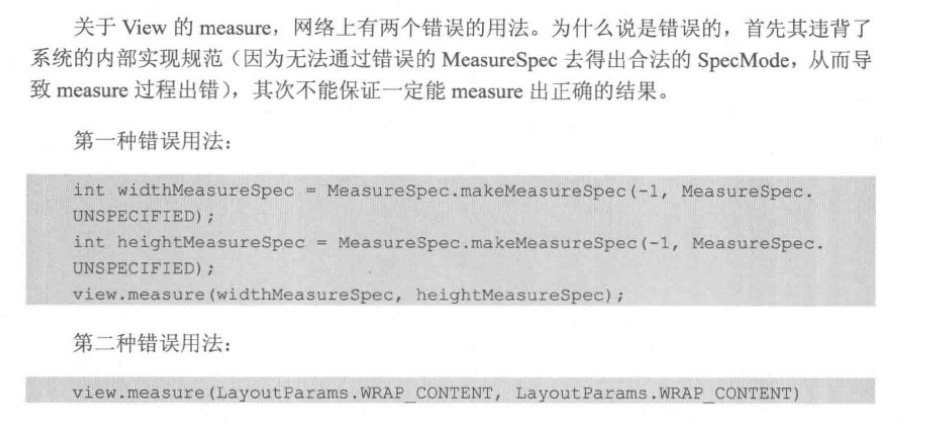 关于 View 的 measure，网络上有两个错误的用法。为什么说是错误的，首先其违背了
系统的内部实现规范（因为无法通过错误的 MeasureSpec 去得出合法的 SpecMode，从而导
致 measure 过程出错），其次不能保证一定能 measure 出正确的结果。
第一种错误用法：
int widthMeasureSpec = MeasureSpec.makeMeasureSpec(-1, MeasureSpec.
UNSPECIFIED);
int heightMeasureSpec = MeasureSpec.makeMeasureSpec(-1, MeasureSpec.
UNSPECIFIED);
view.measure(widthMeasureSpec, heightMeasureSpec);
第二种错误用法：
view.measure(LayoutParams.WRAP_CONTENT, LayoutParams.WRAP_CONTENT)